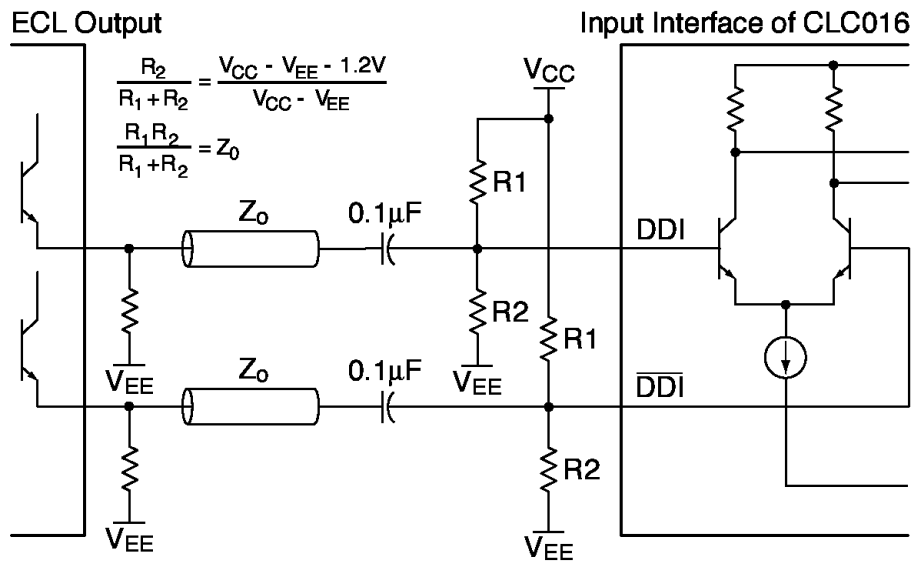 ECL Output
Input Interface of CLC016
R2 / (R1 + R2) = (VCC - VEE - 1.2V) / (VCC - VEE)
R1R2 / (R1 + R2) = Z0
VCC
R1
Zo
0.1μF
DDI
R2
R1
VEE
VEE
Zo
0.1μF
D̅D̅I̅
R2
VEE
VEE